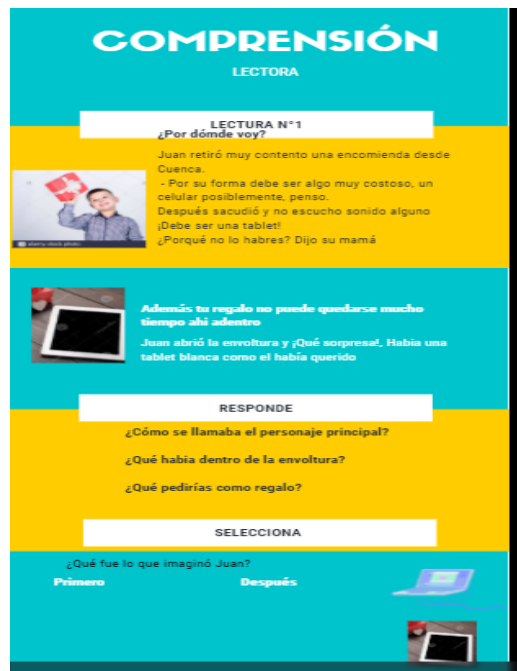 COMPRENSIÓN
LECTORA
LECTURA N°1
¿Por dómde voy?
Juan retiró muy contento una encomienda desde
Cuenca.
- Por su forma debe ser algo muy costoso, un
celular posiblemente, penso.
Después sacudió y no escucho sonido alguno
¡Debe ser una tablet!
¿Porqué no lo habres? Dijo su mamá
Además tu regalo no puede quedarse mucho
tiempo ahi adentro
Juan abrió la envoltura y ¡Qué sorpresa!, Habia una
tablet blanca como el había querido
RESPONDE
¿Cómo se llamaba el personaje principal?
¿Qué habia dentro de la envoltura?
¿Qué pedirías como regalo?
SELECCIONA
¿Qué fue lo que imaginó Juan?
Primero Después